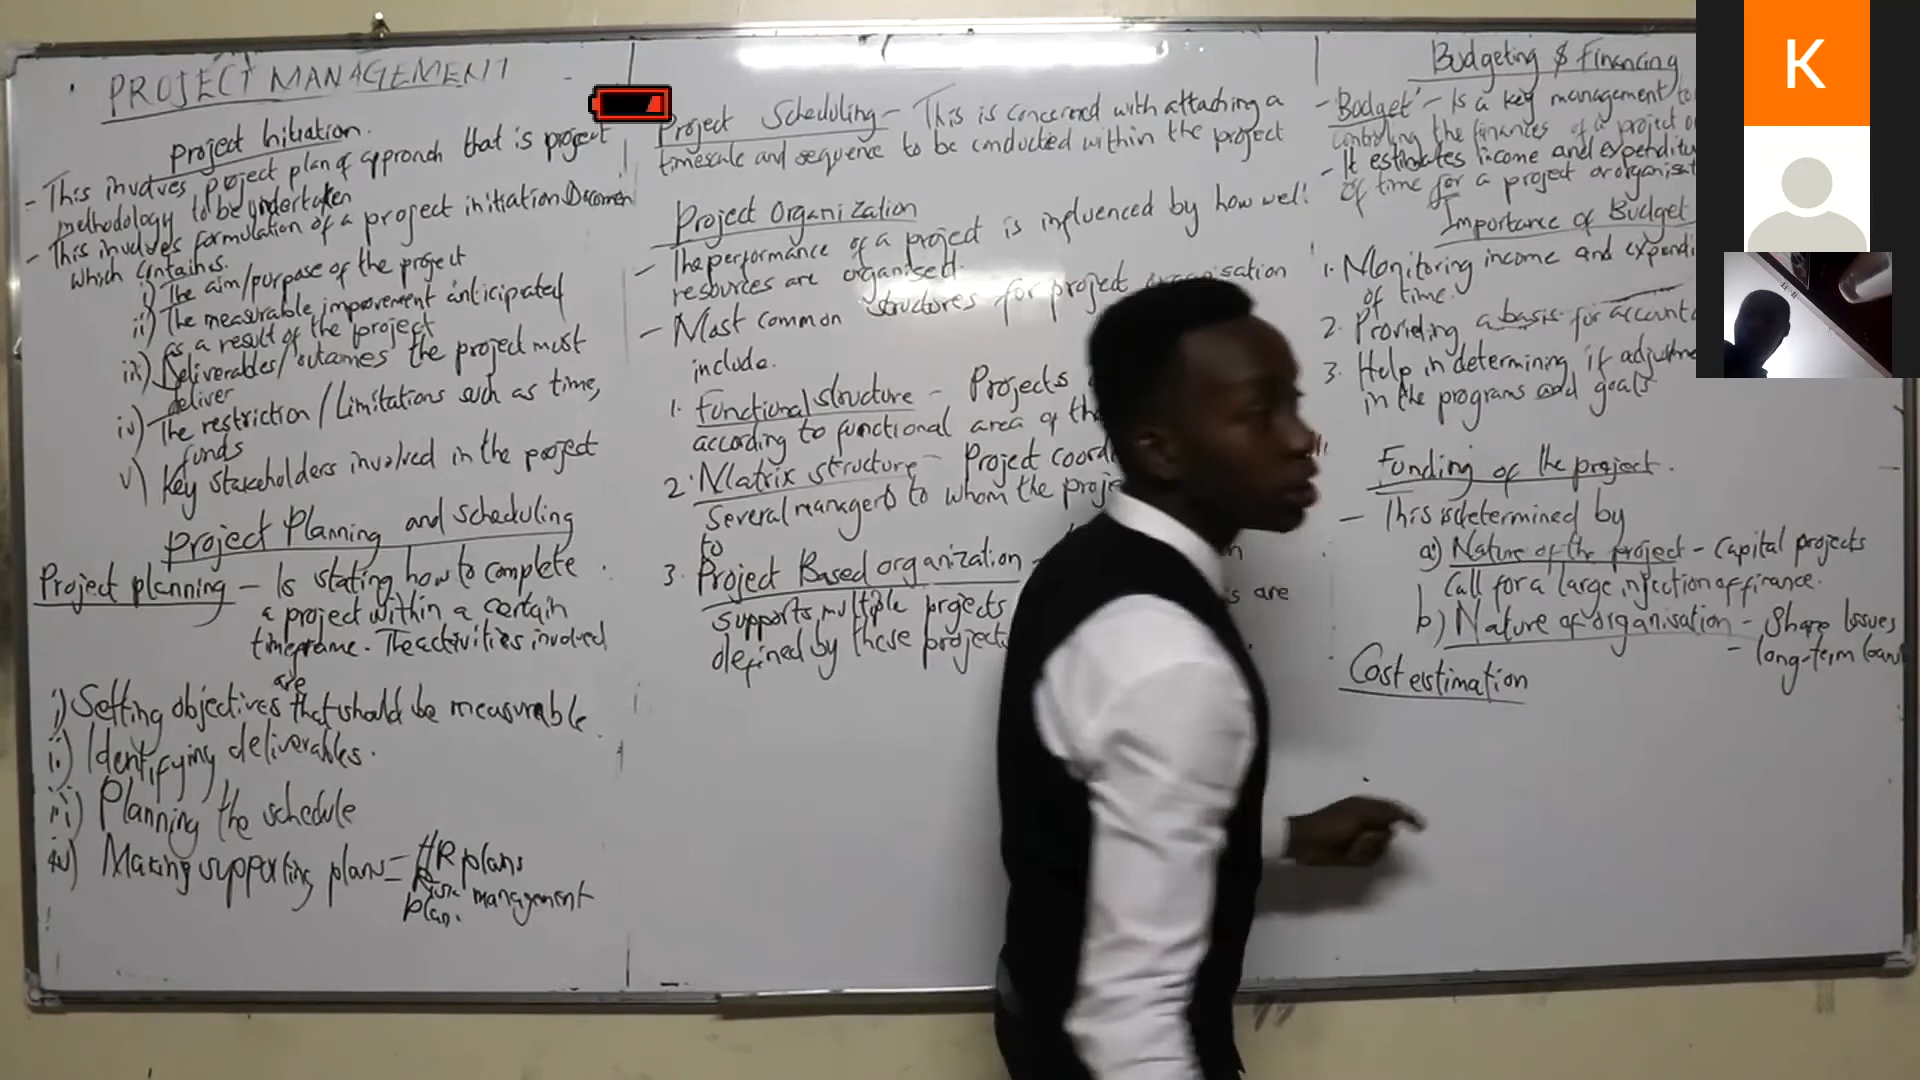 PROJECT MANAGEMENT
Project Initiation.
- This involves project plan of approach that is project
methodology to be undertaken
- This involves formulation of a project initiation Documen
which contains.
i) The aim/purpose of the project
ii) The measurable improvement anticipated
as a result of the project
iii) Deliverables/outcomes the project must
deliver
iv) The restriction/Limitations such as time,
funds
v) Key stakeholders involved in the project
Project Planning and scheduling
Project planning - Is stating how to complete
a project within a certain
timeframe. The activities involved
are
i) Setting objectives that should be measurable
ii) Identifying deliverables.
iii) Planning the schedule
iv) Making supporting plans - HR plans
Risk management
plan.
Project Scheduling - This is concerned with attaching a
timescale and sequence to be conducted within the project
Project Organization
- The performance of a project is influenced by how well
resources are organised.
- Most common structures for project organisation
include.
1. Functional structure - Projects
according to functional area of the
2. Matrix structure - Project coord
Several managers to whom the proje
to
3. Project Based organization -
supports multiple projects
s are
defined by these projects
Budgeting & Financing
- Budget - Is a key management to
controlling the finances of a project o
- It estimates income and expenditu
of time for a project or organisat
Importance of Budget
1. Monitoring income and expendi
of time.
2. Providing a basis for accounta
3. Help in determining if adjustme
in the programs and goals
Funding of the project.
- This is determined by
a) Nature of the project - Capital projects
Call for a large injection of finance.
b) Nature of organisation - Share Issues
- Long-term loans
Cost estimation
K